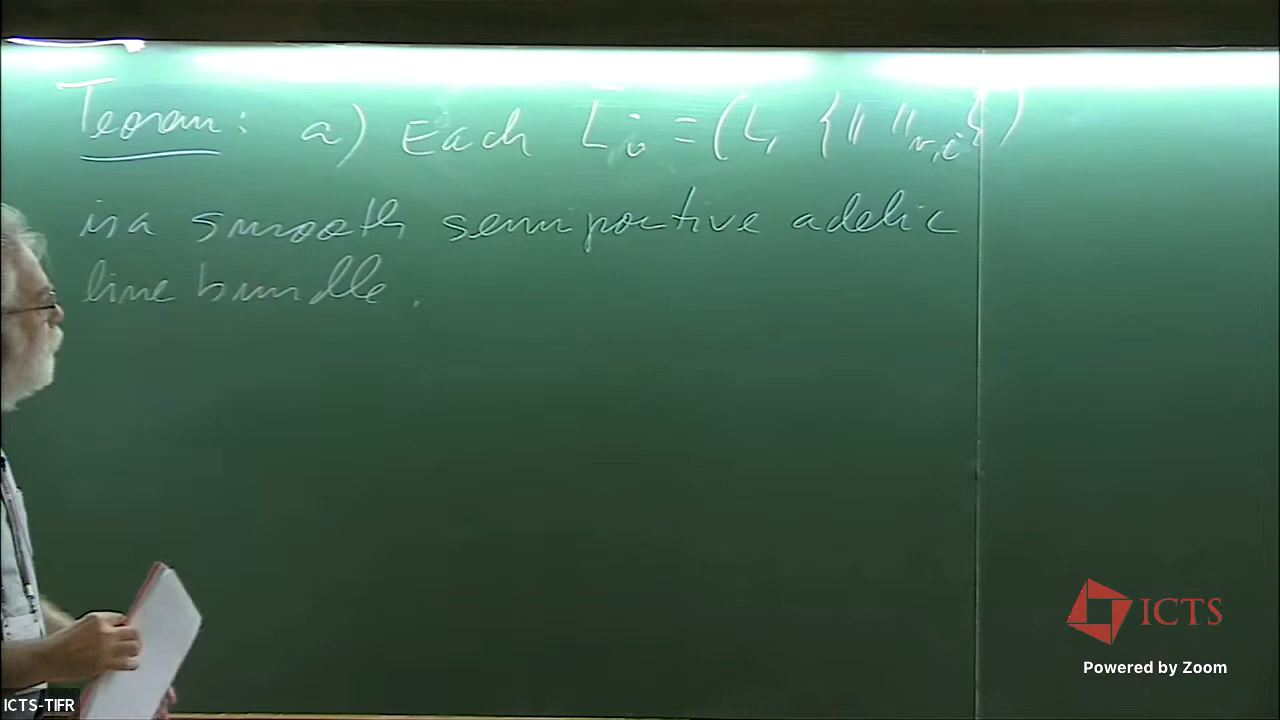 Teoram: a) Each L_i = (L, {|| ||_{v,i}})
is a smooth semipositive adelic
line bundle.
ICTS
Powered by Zoom
ICTS-TIFR